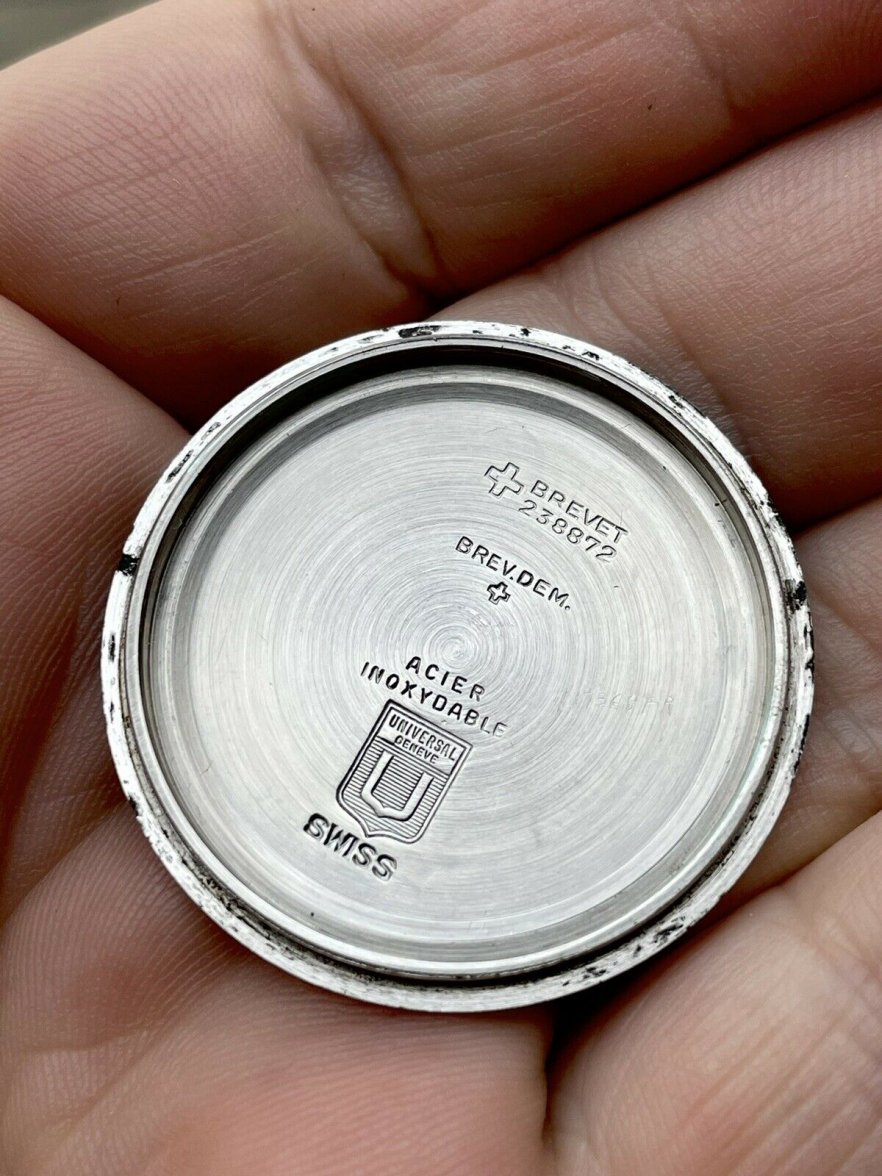 BREVET
238872
BREV.DEM.
ACIER
INOXYDABLE
UNIVERSAL
GENEVE
U
SWISS